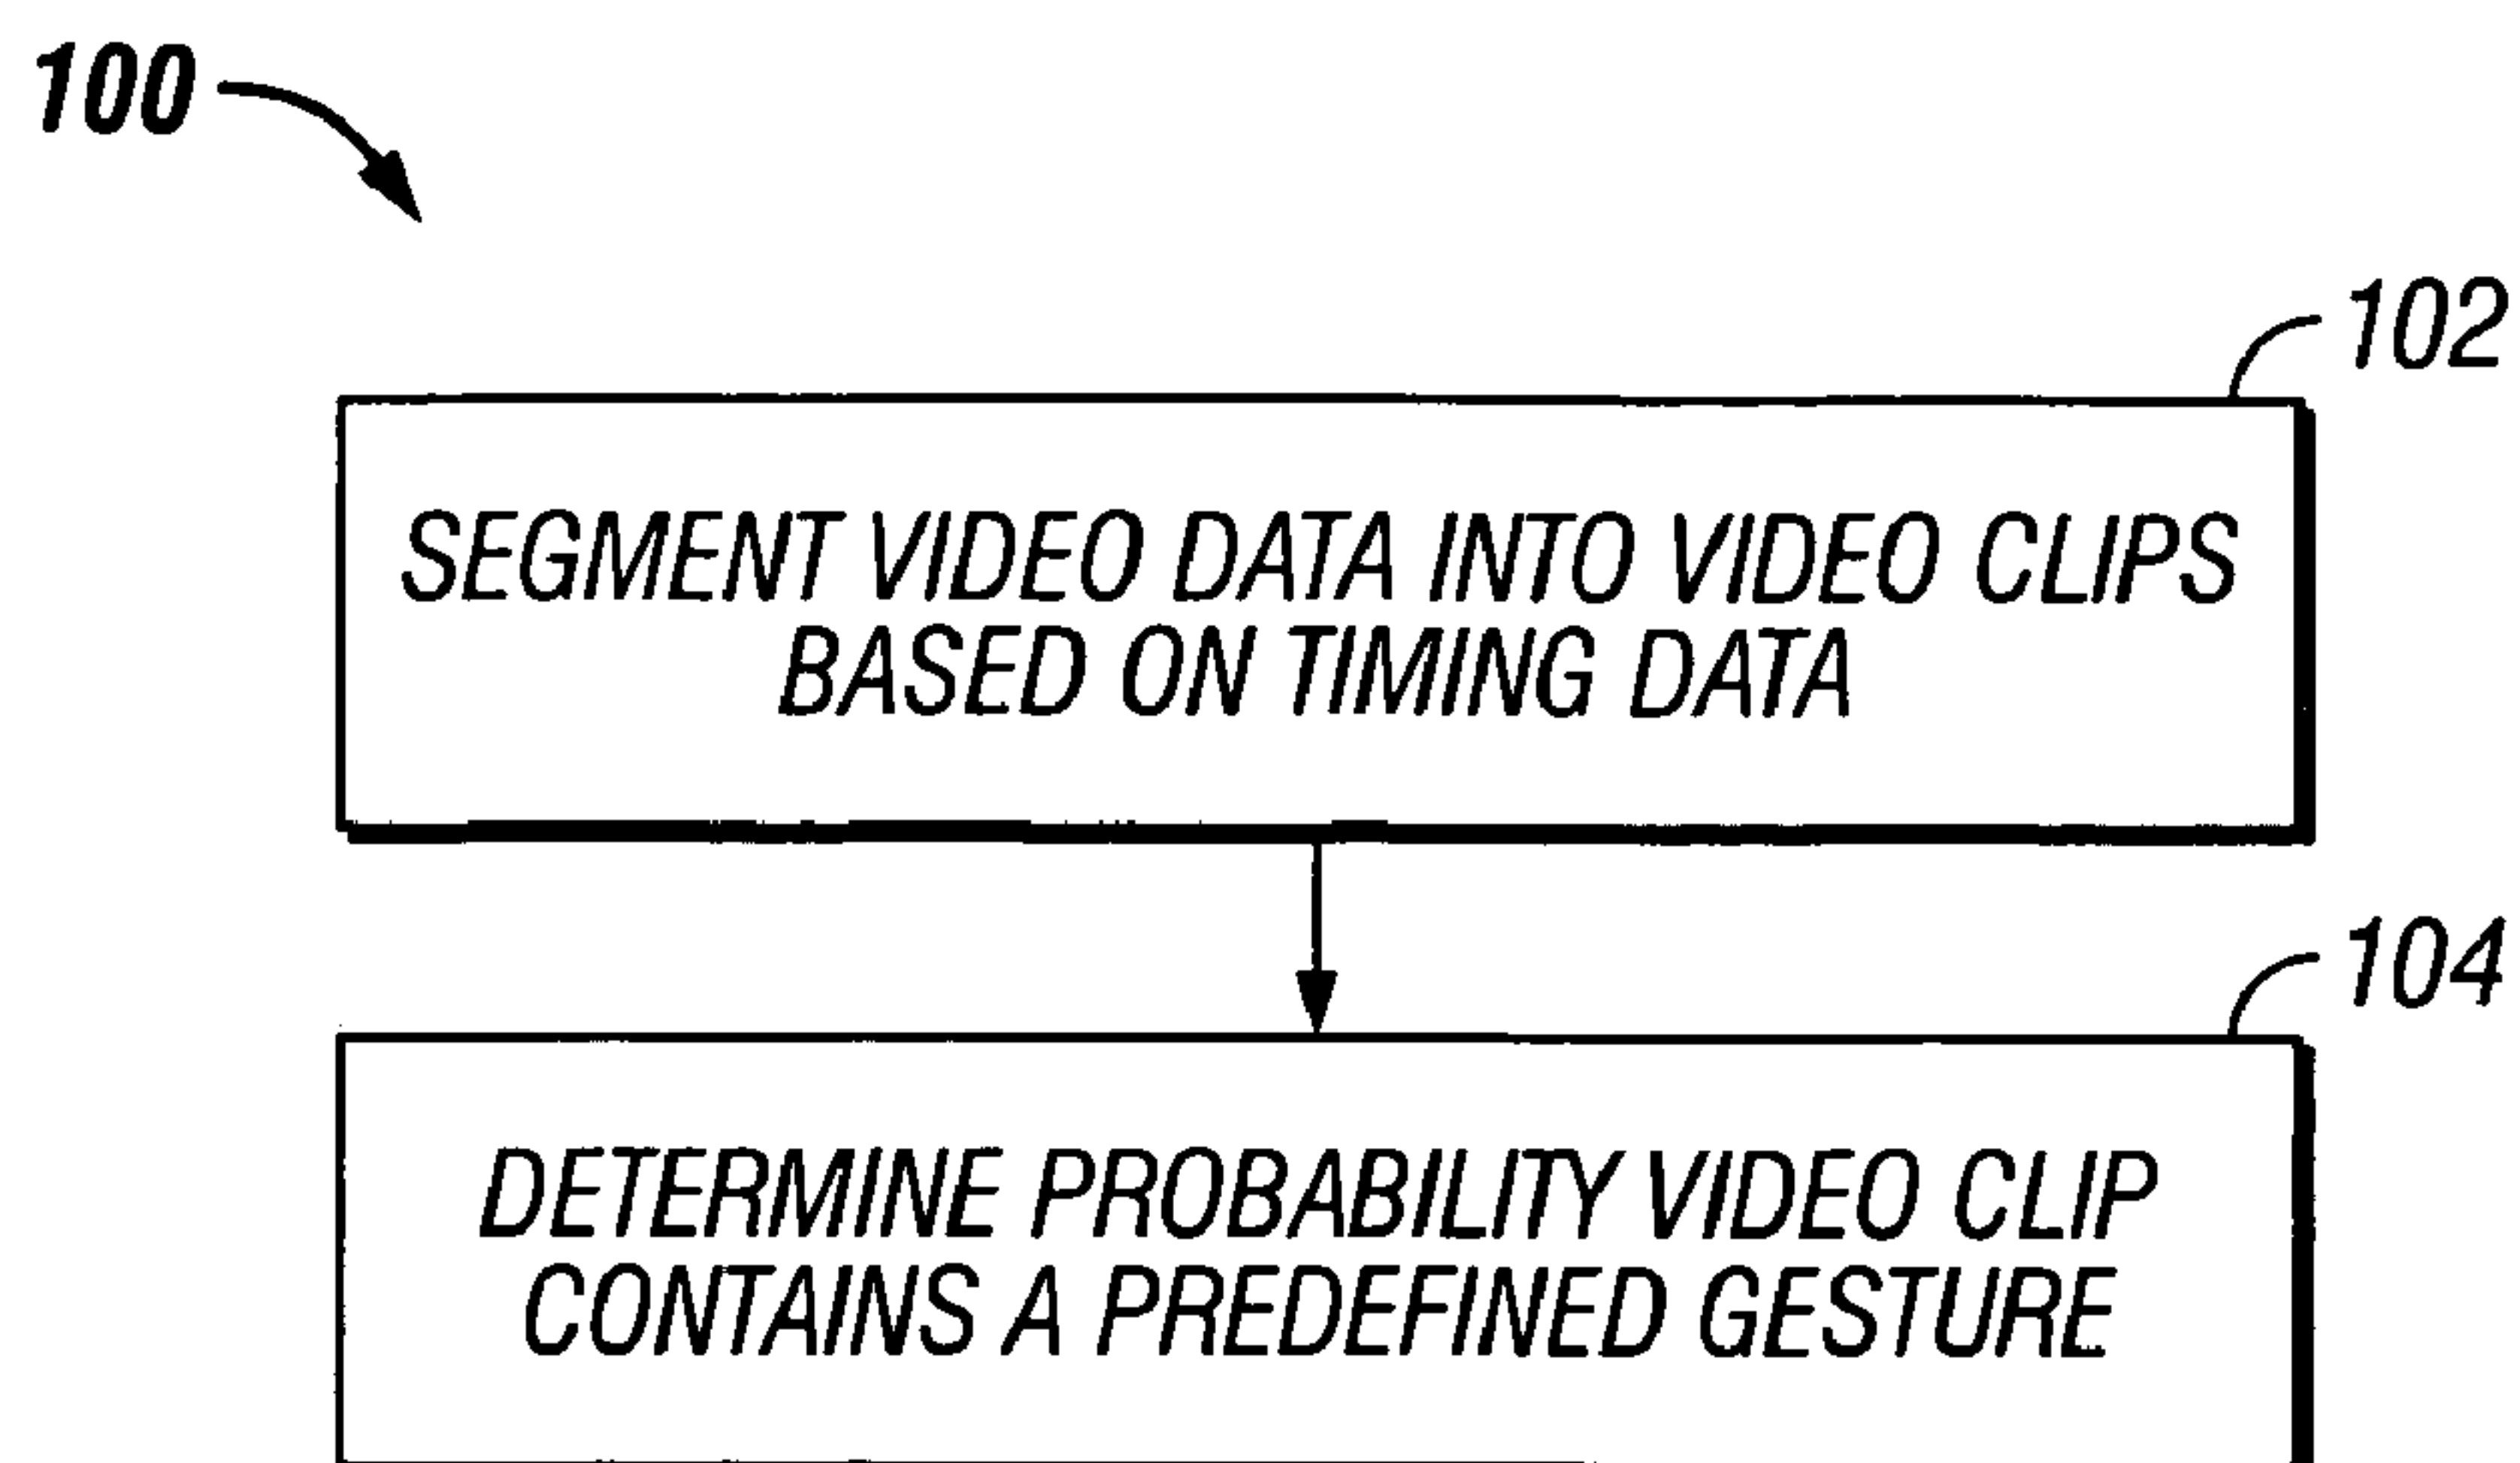 100
102
SEGMENT VIDEO DATA INTO VIDEO CLIPS
BASED ON TIMING DATA
104
DETERMINE PROBABILITY VIDEO CLIP
CONTAINS A PREDEFINED GESTURE